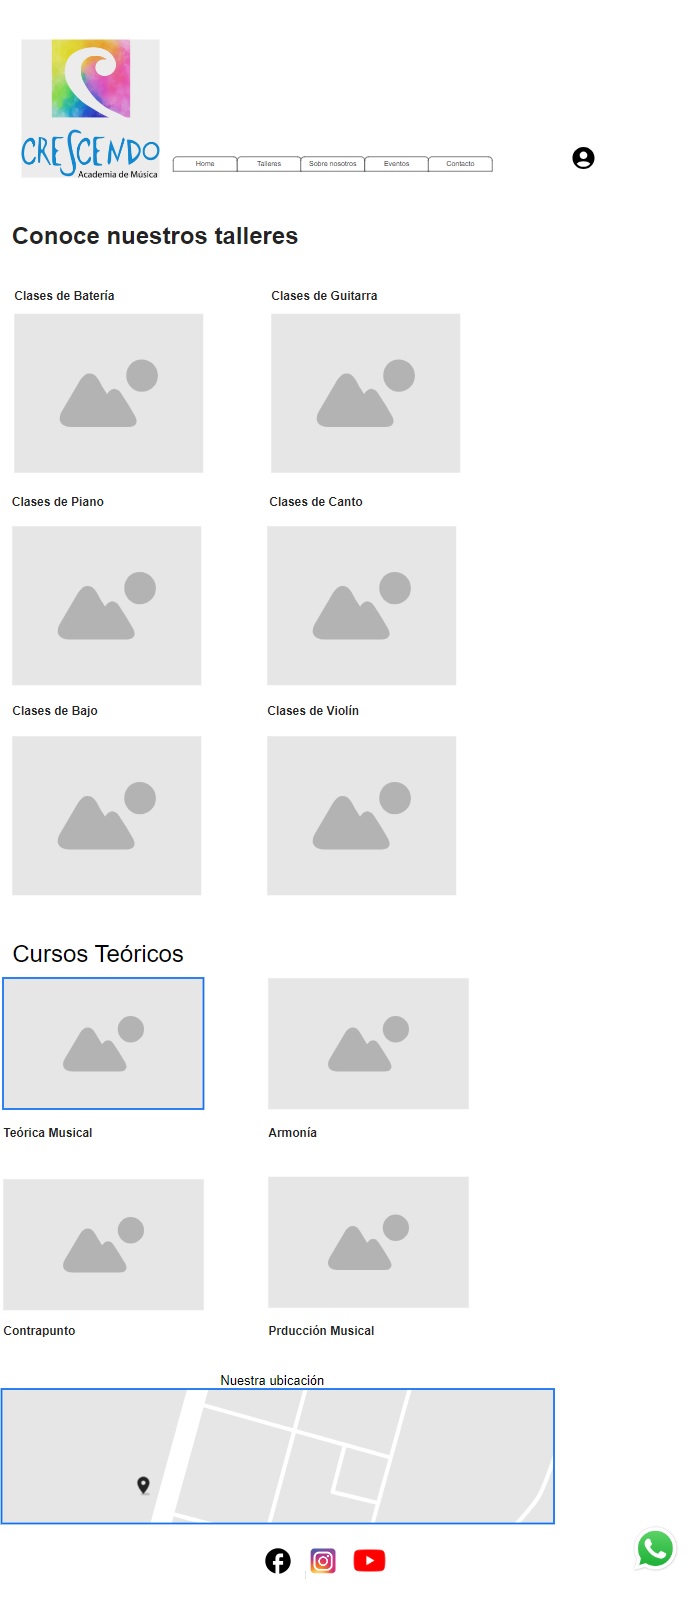 CRESCENDO
Academia de Música
Home Talleres Sobre nosotros Eventos Contacto
Conoce nuestros talleres
Clases de Batería Clases de Guitarra
Clases de Piano Clases de Canto
Clases de Bajo Clases de Violín
Cursos Teóricos
Teórica Musical Armonía
Contrapunto Prducción Musical
Nuestra ubicación